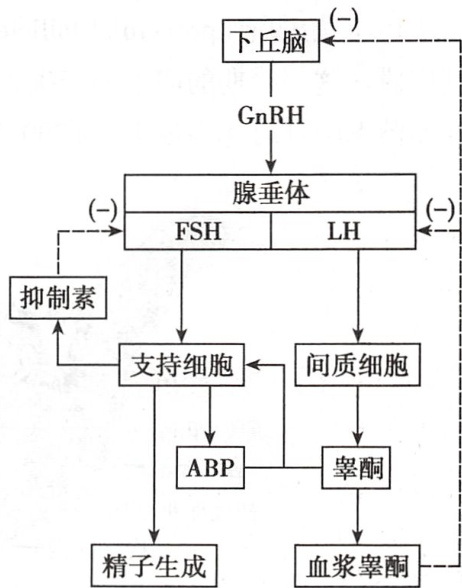 (-)
下丘脑
GnRH
腺垂体
(-)
(-)
FSH
LH
抑制素
支持细胞
间质细胞
ABP
睾酮
精子生成
血浆睾酮